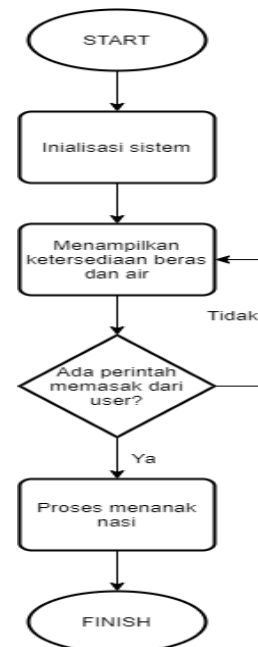 START
Inialisasi sistem
Menampilkan
ketersediaan beras
dan air
Tidak
Ada perintah
memasak dari
user?
Ya
Proses menanak
nasi
FINISH